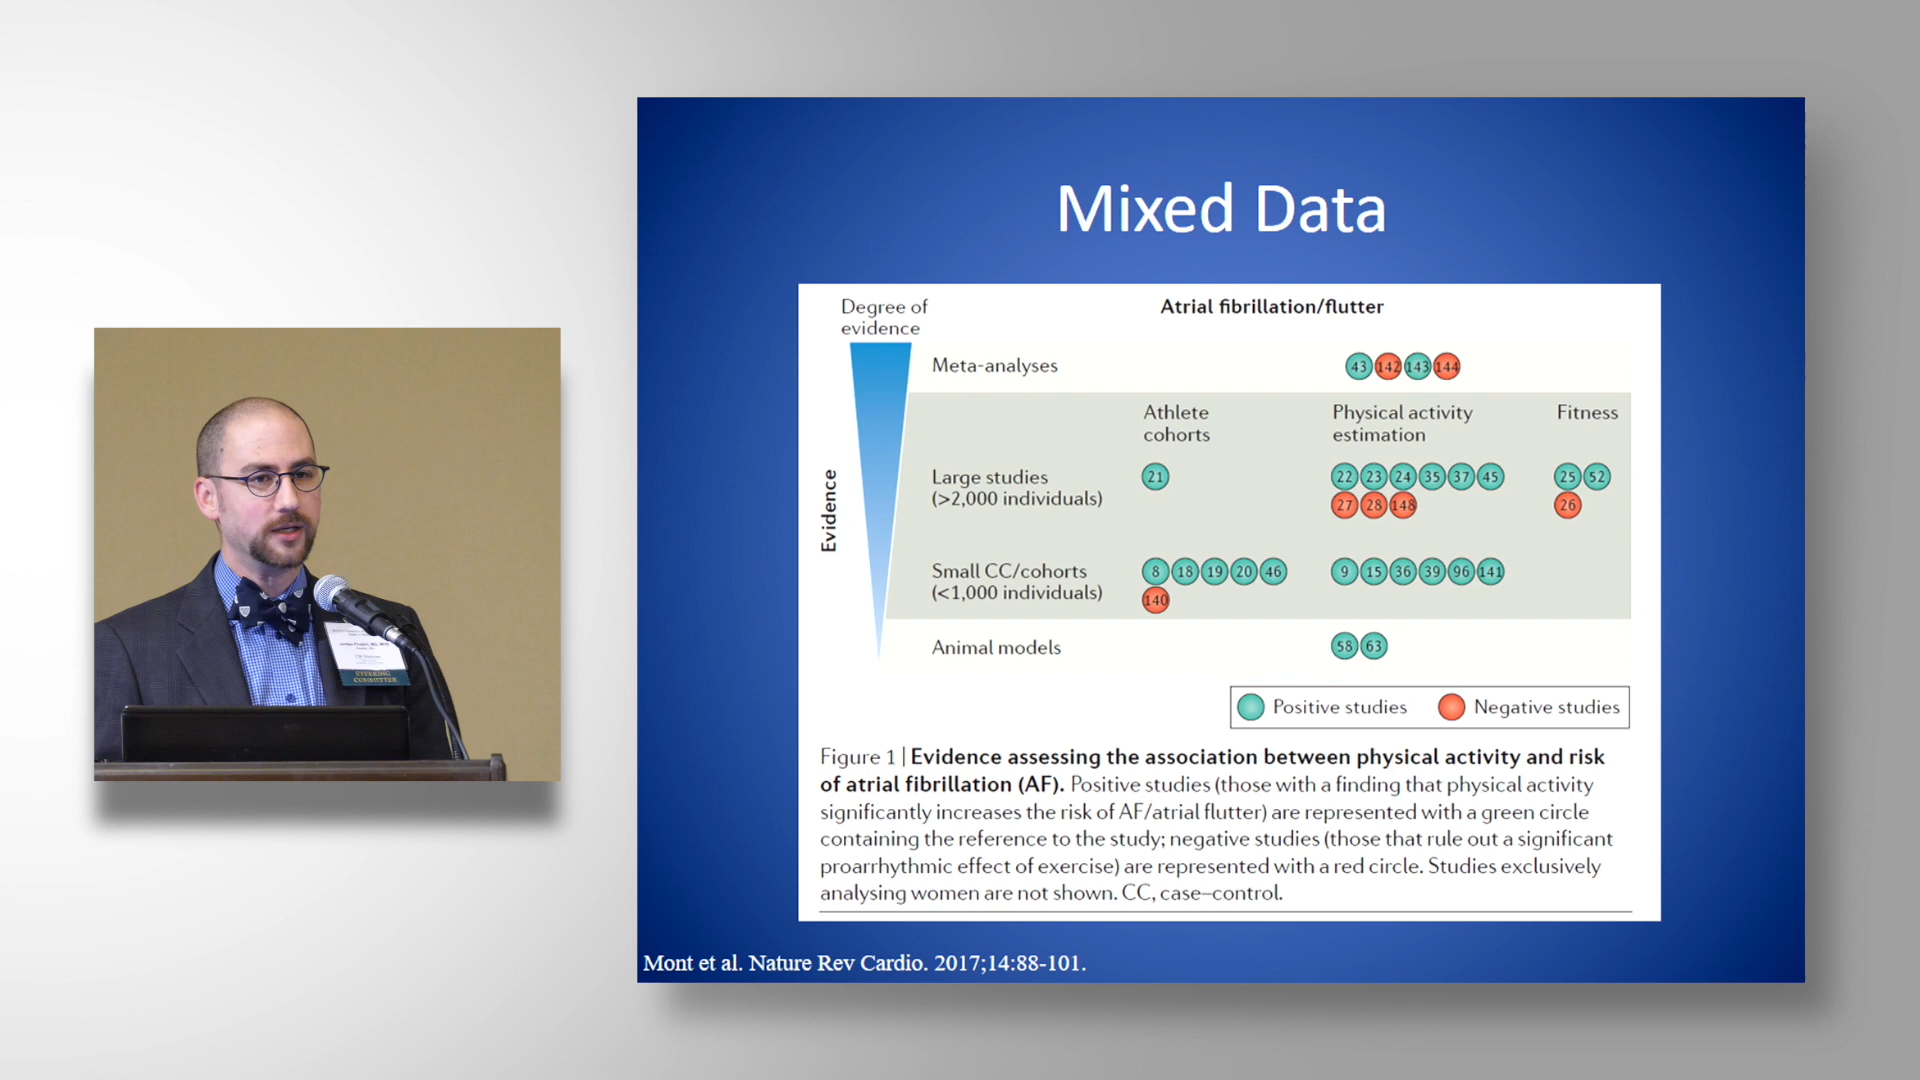 Mixed Data
Degree of
evidence
Atrial fibrillation/flutter
Meta-analyses
43 142 143 144
Evidence
Athlete
cohorts
Physical activity
estimation
Fitness
Large studies
(>2,000 individuals)
21
22 23 24 35 37 45
27 28 148
25 52
26
Small CC/cohorts
(<1,000 individuals)
8 18 19 20 46
140
9 15 36 39 96 141
Animal models
58 63
Positive studies
Negative studies
Figure 1 | Evidence assessing the association between physical activity and risk
of atrial fibrillation (AF). Positive studies (those with a finding that physical activity
significantly increases the risk of AF/atrial flutter) are represented with a green circle
containing the reference to the study; negative studies (those that rule out a significant
proarrhythmic effect of exercise) are represented with a red circle. Studies exclusively
analysing women are not shown. CC, case–control.
Mont et al. Nature Rev Cardio. 2017;14:88-101.
STEERING
COMMITTEE